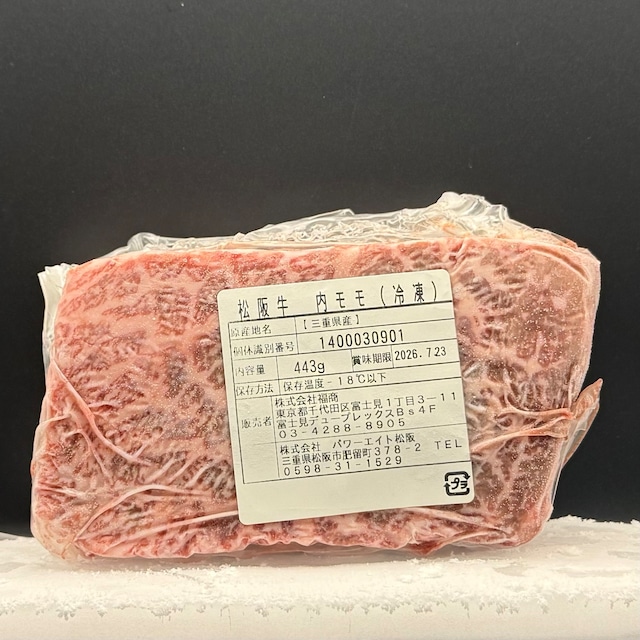 松阪牛　内モモ（冷凍）
原産地名 【三重県産】
個体識別番号 1400030901
内容量 443g 賞味期限 2026.7.23
保存方法 保存温度－18℃以下
販売者 株式会社福商
東京都千代田区富士見1丁目3－11
富士見デュープレックスBs4F
03－4288－8905
株式会社　パワーエイト松阪
三重県松阪市肥留町378－2　TEL
0598－31－1529
プラ